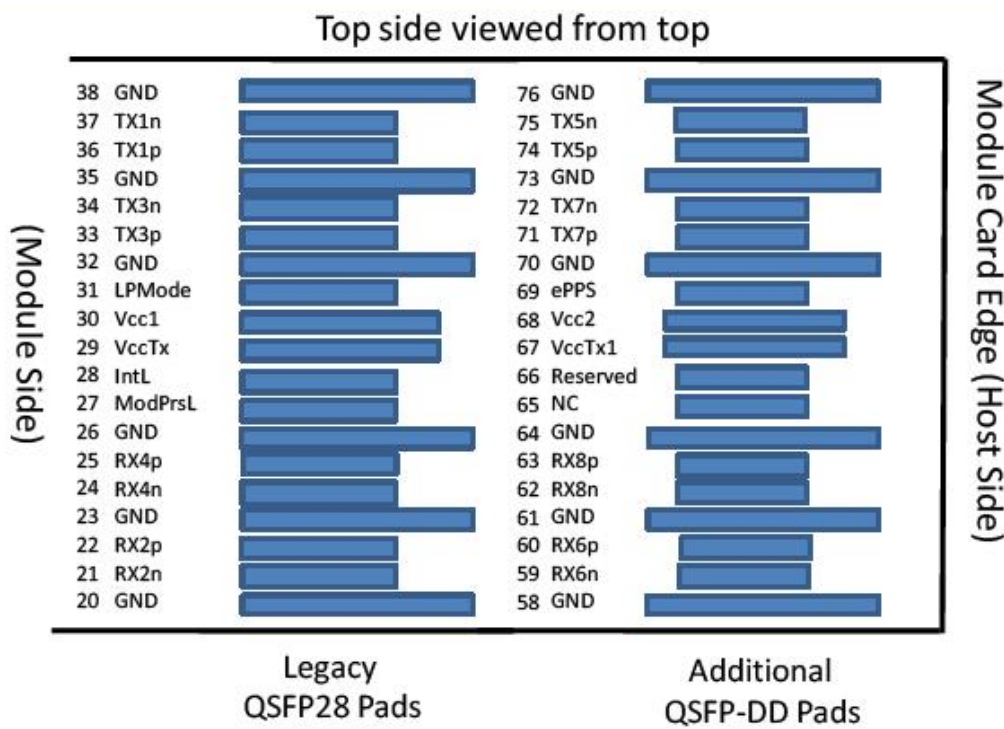 Top side viewed from top
(Module Side)
38 GND
37 TX1n
36 TX1p
35 GND
34 TX3n
33 TX3p
32 GND
31 LPMode
30 Vcc1
29 VccTx
28 IntL
27 ModPrsL
26 GND
25 RX4p
24 RX4n
23 GND
22 RX2p
21 RX2n
20 GND
Legacy
QSFP28 Pads
76 GND
75 TX5n
74 TX5p
73 GND
72 TX7n
71 TX7p
70 GND
69 ePPS
68 Vcc2
67 VccTx1
66 Reserved
65 NC
64 GND
63 RX8p
62 RX8n
61 GND
60 RX6p
59 RX6n
58 GND
Additional
QSFP-DD Pads
Module Card Edge (Host Side)